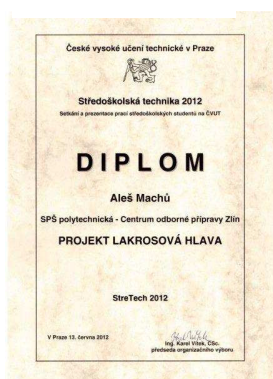 České vysoké učení technické v Praze
Středoškolská technika 2012
Setkání a prezentace prací středoškolských studentů na ČVUT
DIPLOM
Aleš Machů
SPŠ polytechnická - Centrum odborné přípravy Zlín
PROJEKT LAKROSOVÁ HLAVA
StreTech 2012
V Praze 13. června 2012
Ing. Karel Vítek, CSc.
předseda organizačního výboru